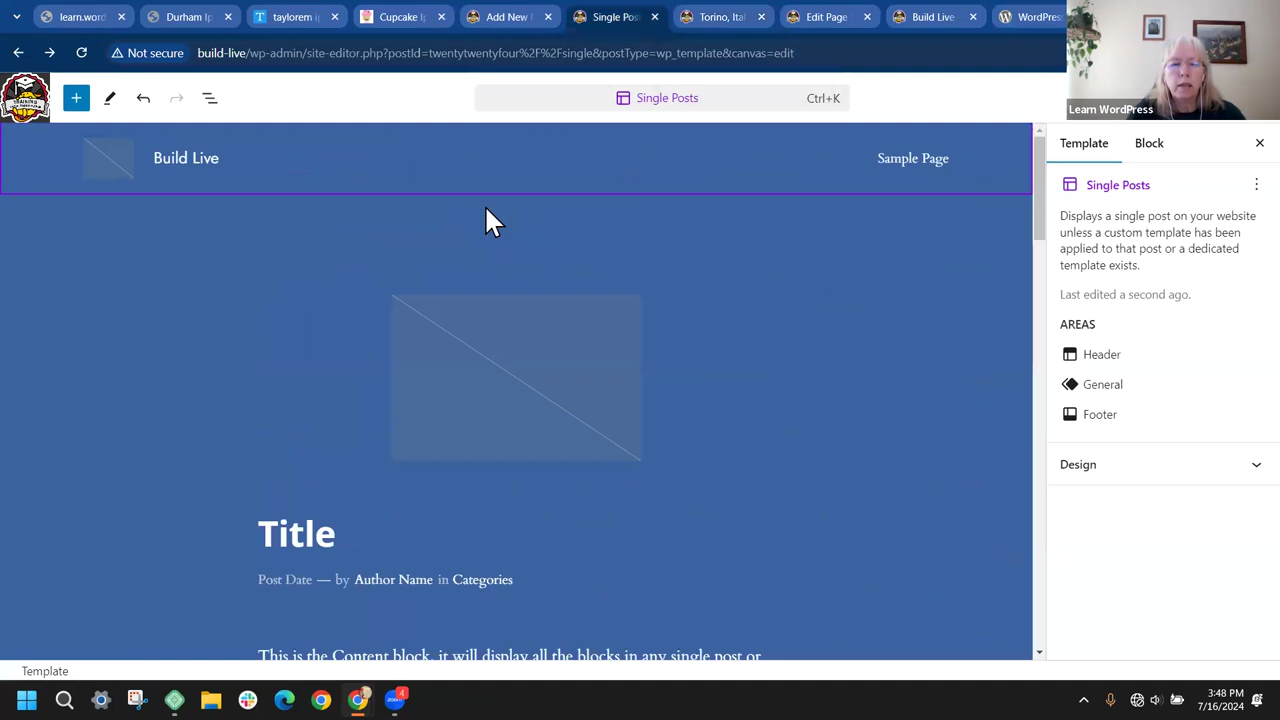 learn.word
Durham Ip
taylorem i
Cupcake I
Add New
Single Pos
Torino, Ital
Edit Page
Build Live
WordPres
Not secure
build-live/wp-admin/site-editor.php?postId=twentytwentyfour%2F%2Fsingle&postType=wp_template&canvas=edit
Single Posts
Ctrl+K
Learn WordPress
Build Live
Sample Page
Template
Block
Single Posts
Displays a single post on your website
unless a custom template has been
applied to that post or a dedicated
template exists.
Last edited a second ago.
AREAS
Header
General
Footer
Design
Title
Post Date — by Author Name in Categories
This is the Content block, it will display all the blocks in any single post or
Template
4
3:48 PM
7/16/2024